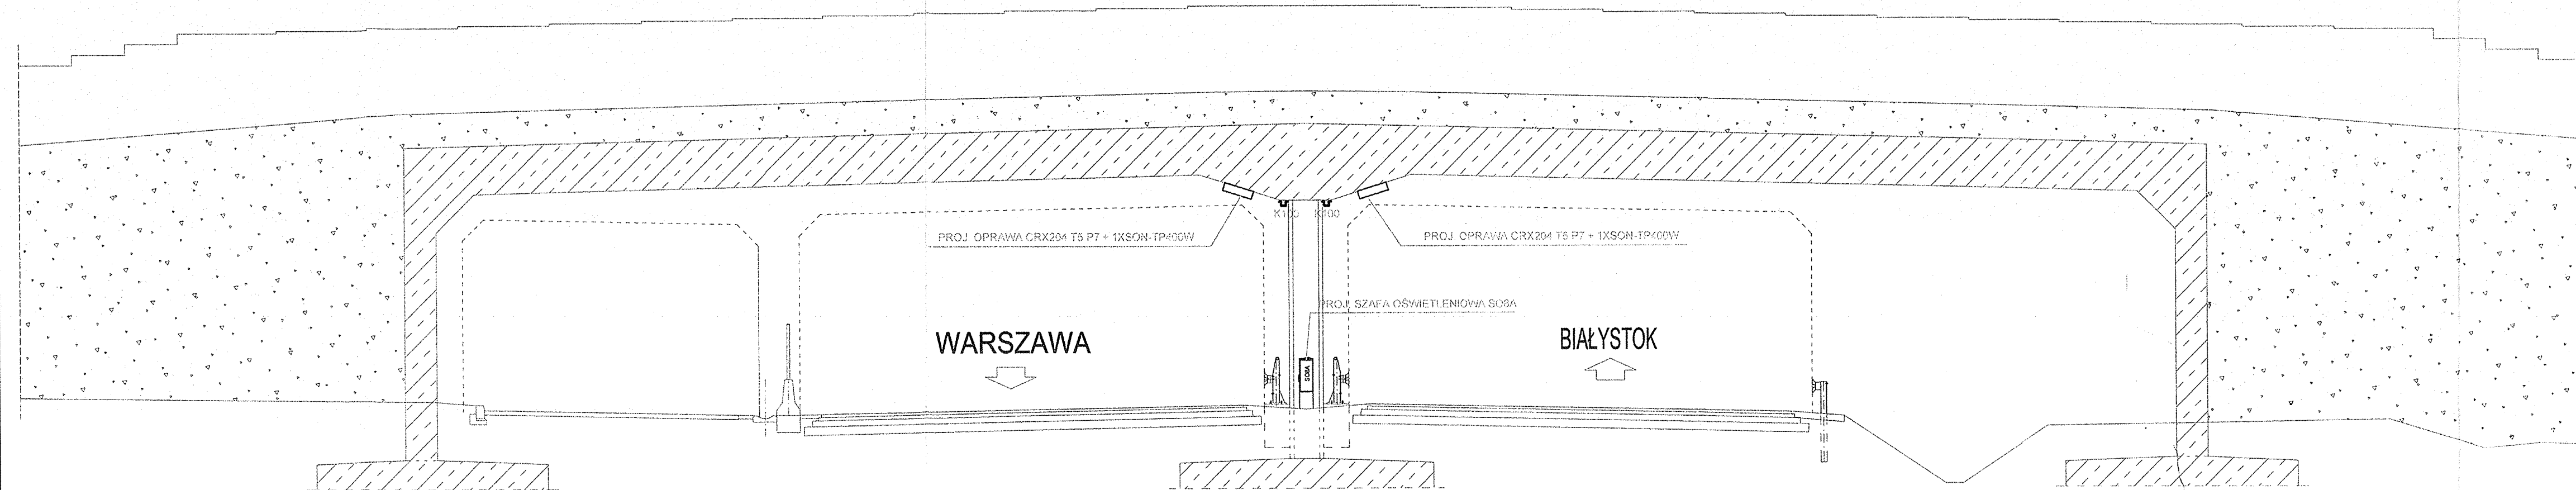 K100 K100
PROJ. OPRAWA CRX204 T5 P7 + 1XSON-TP400W
PROJ. OPRAWA CRX204 T5 P7 + 1XSON-TP400W
PROJ. SZAFA OŚWIETLENIOWA SO8A
WARSZAWA
BIAŁYSTOK
SO8A